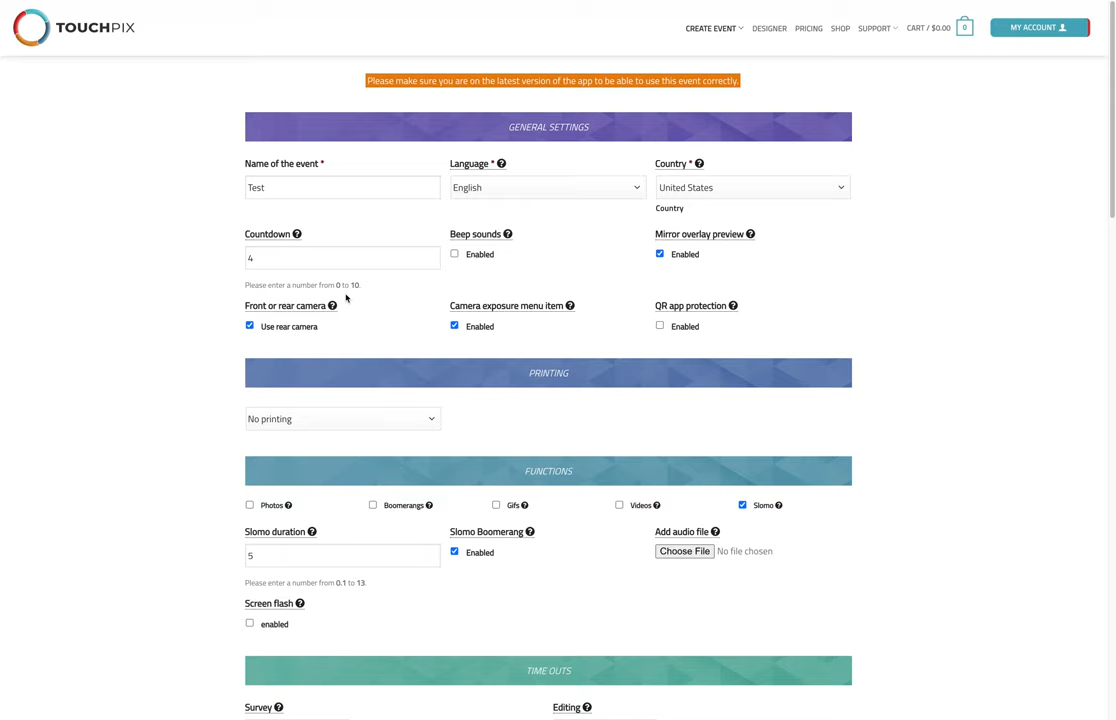 TOUCHPIX
CREATE EVENT DESIGNER PRICING SHOP SUPPORT CART / $0.00 0 MY ACCOUNT
Please make sure you are on the latest version of the app to be able to use this event correctly.
GENERAL SETTINGS
Name of the event * Language * Country *
Test English United States
Country
Countdown Beep sounds Mirror overlay preview
4 Enabled Enabled
Please enter a number from 0 to 10.
Front or rear camera Camera exposure menu item QR app protection
Use rear camera Enabled Enabled
PRINTING
No printing
FUNCTIONS
Photos Boomerangs Gifs Videos Slomo
Slomo duration Slomo Boomerang Add audio file
5 Enabled Choose File No file chosen
Please enter a number from 0.1 to 13.
Screen flash
enabled
TIME OUTS
Survey Editing